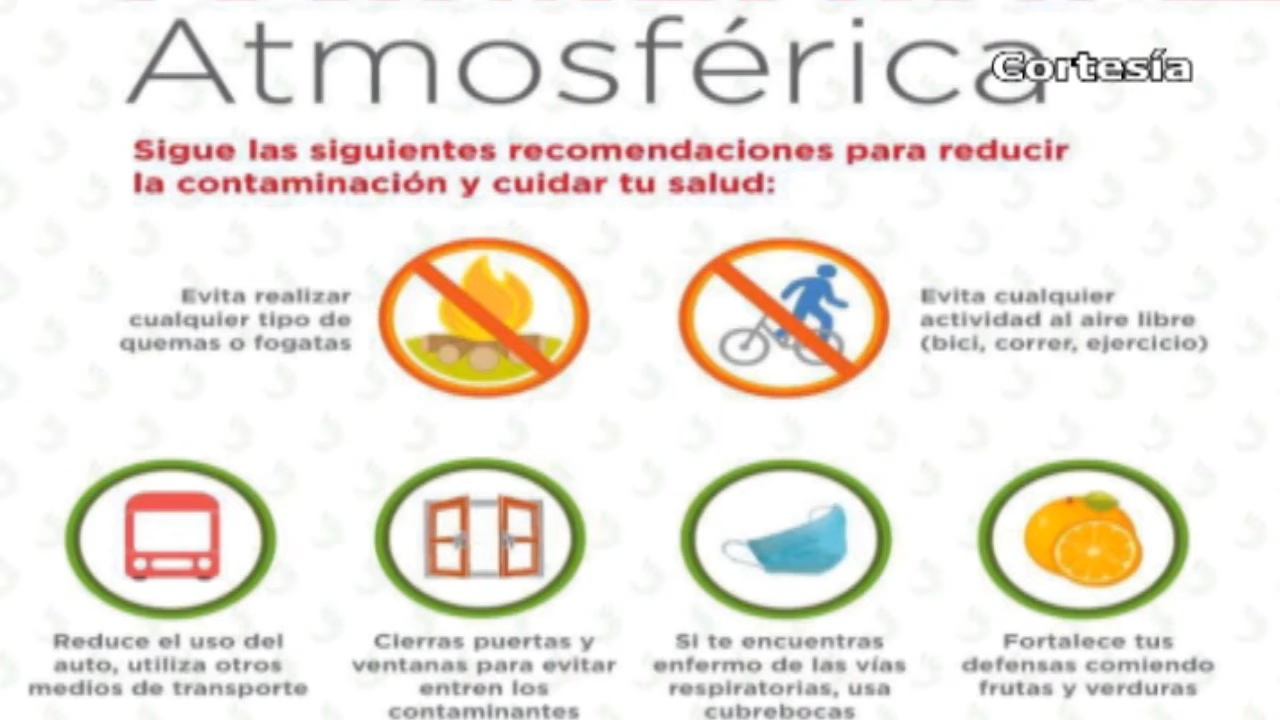 Atmosférica
Cortesía
Sigue las siguientes recomendaciones para reducir
la contaminación y cuidar tu salud:
Evita realizar
cualquier tipo de
quemas o fogatas
Evita cualquier
actividad al aire libre
(bici, correr, ejercicio)
Reduce el uso del
auto, utiliza otros
medios de transporte
Cierras puertas y
ventanas para evitar
entren los
contaminantes
Si te encuentras
enfermo de las vías
respiratorias, usa
cubrebocas
Fortalece tus
defensas comiendo
frutas y verduras